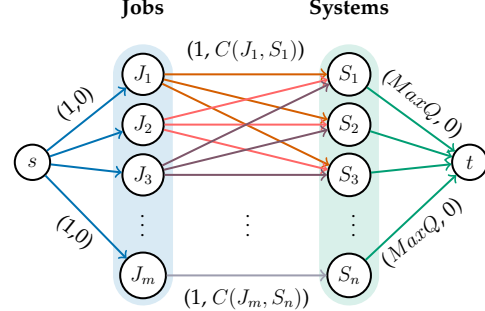 Jobs Systems
(1, C(J₁, S₁))
J₁ S₁
(1,0) (MaxQ, 0)
J₂ S₂
s J₃ S₃ t
⋮ ⋮ ⋮
(1,0) (MaxQ, 0)
Jₘ Sₙ
(1, C(Jₘ, Sₙ))